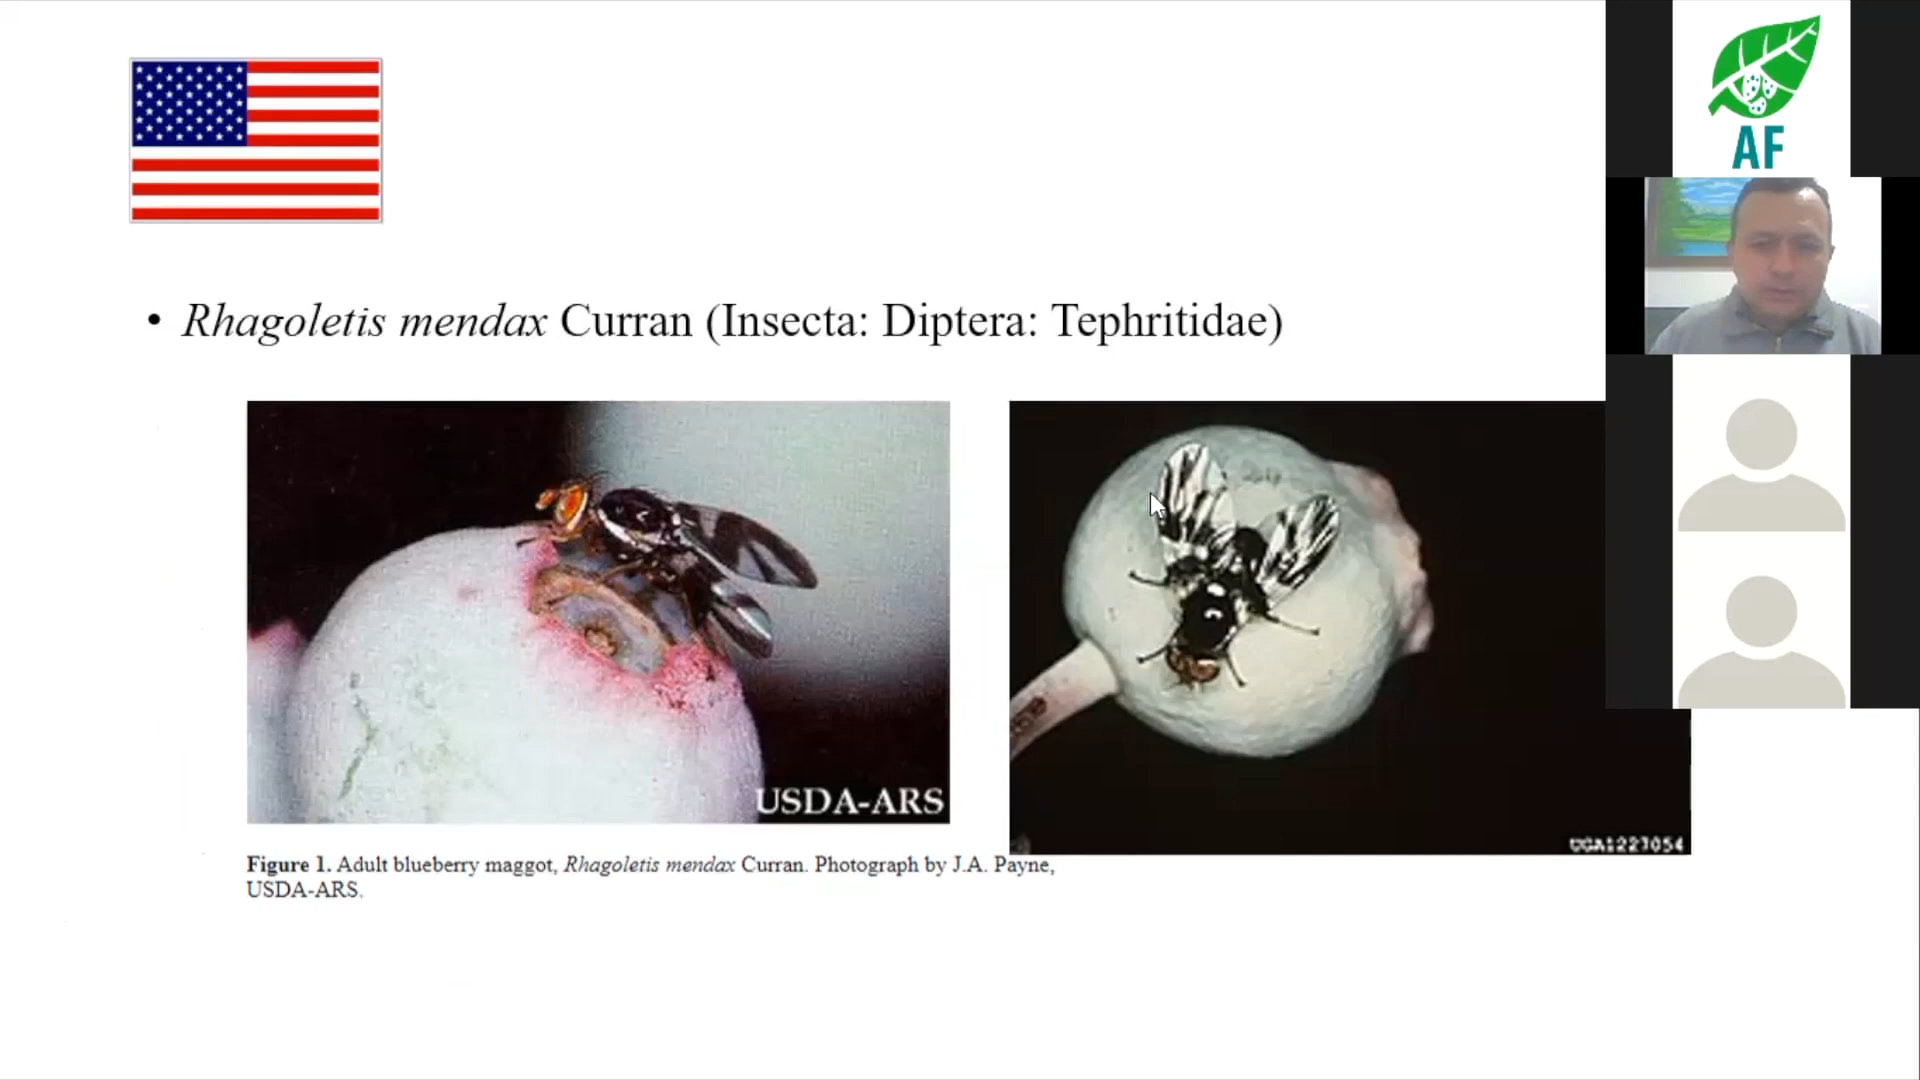 AF
• Rhagoletis mendax Curran (Insecta: Diptera: Tephritidae)
USDA-ARS
UGA1227054
Figure 1. Adult blueberry maggot, Rhagoletis mendax Curran. Photograph by J.A. Payne,
USDA-ARS.